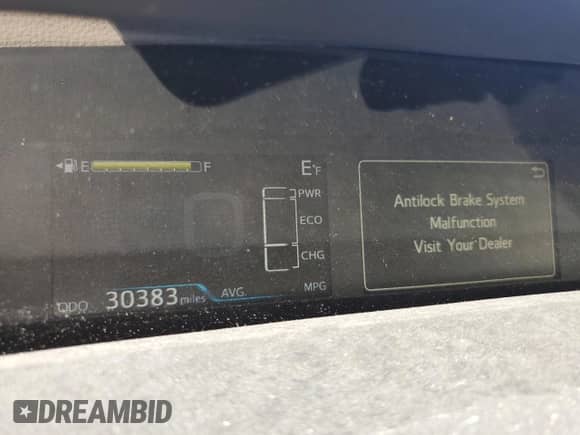 E F
E°F
PWR
ECO
CHG
ODO 30383 miles
AVG. MPG
Antilock Brake System
Malfunction
Visit Your Dealer
DREAMBID